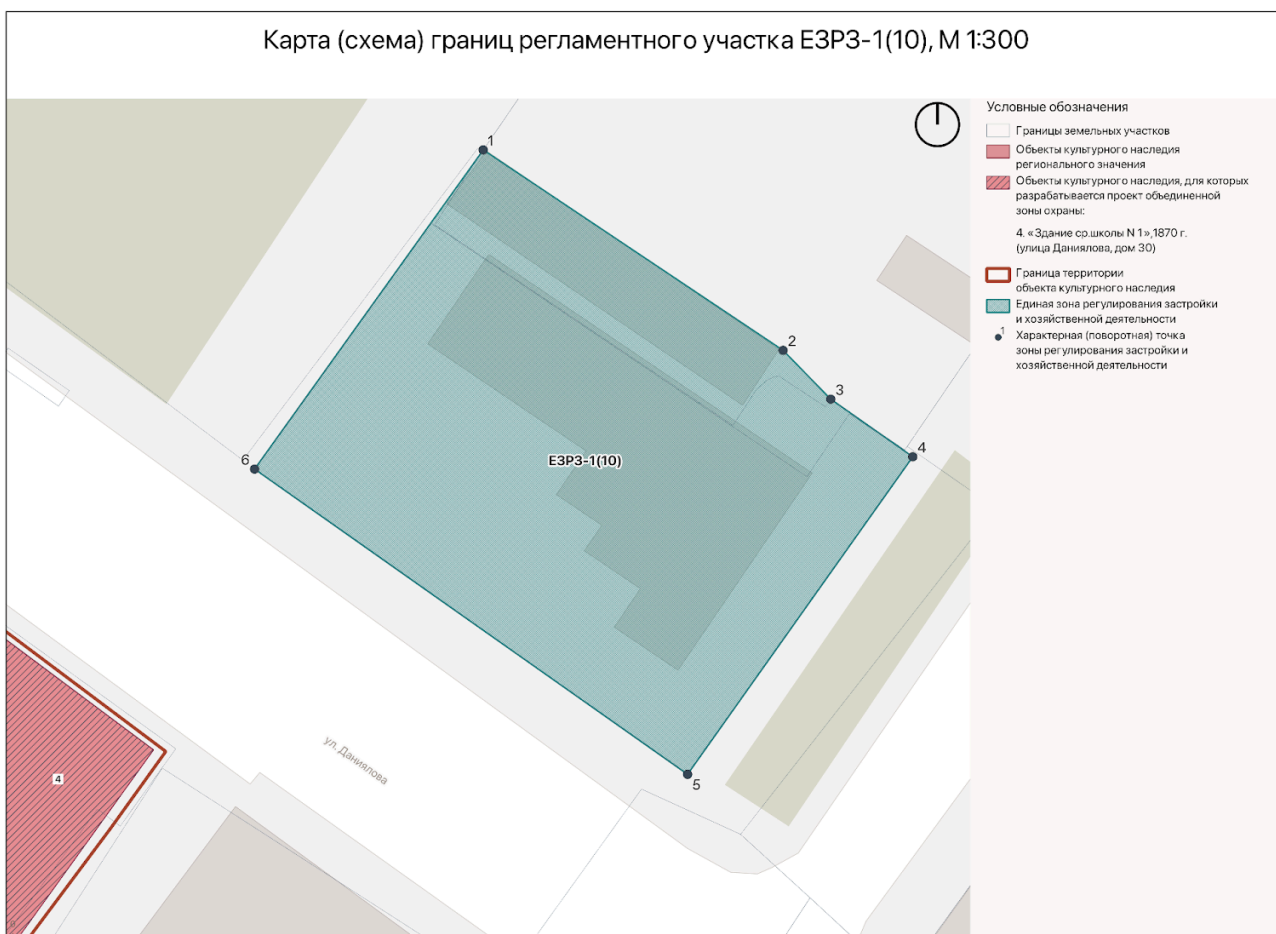 Карта (схема) границ регламентного участка ЕЗРЗ-1(10), М 1:300
Условные обозначения
Границы земельных участков
Объекты культурного наследия
регионального значения
Объекты культурного наследия, для которых
разрабатывается проект объединенной
зоны охраны:
4. «Здание ср.школы N 1»,1870 г.
(улица Даниялова, дом 30)
Граница территории
объекта культурного наследия
Единая зона регулирования застройки
и хозяйственной деятельности
1
Характерная (поворотная) точка
зоны регулирования застройки и
хозяйственной деятельности
1
2
3
4
6
ЕЗРЗ-1(10)
ул. Даниялова
4
5